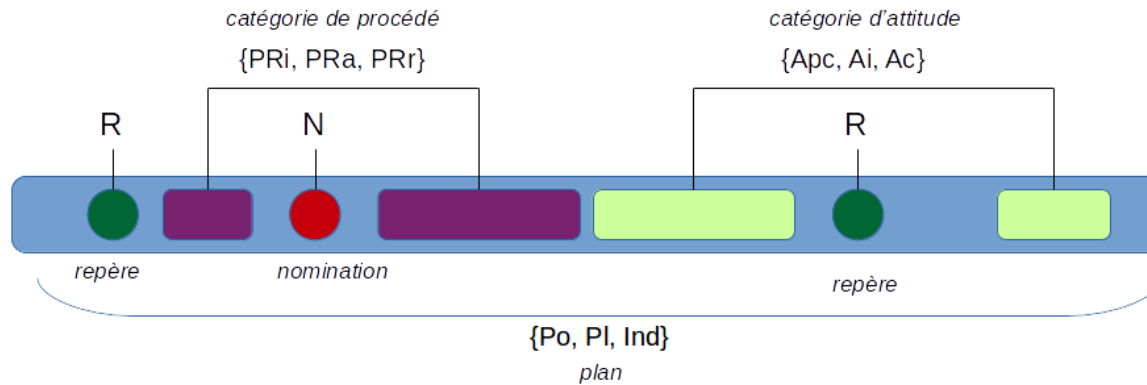 catégorie de procédé
catégorie d'attitude
{PRi, PRa, PRr}
{Apc, Ai, Ac}
R
N
R
repère
nomination
repère
{Po, Pl, Ind}
plan